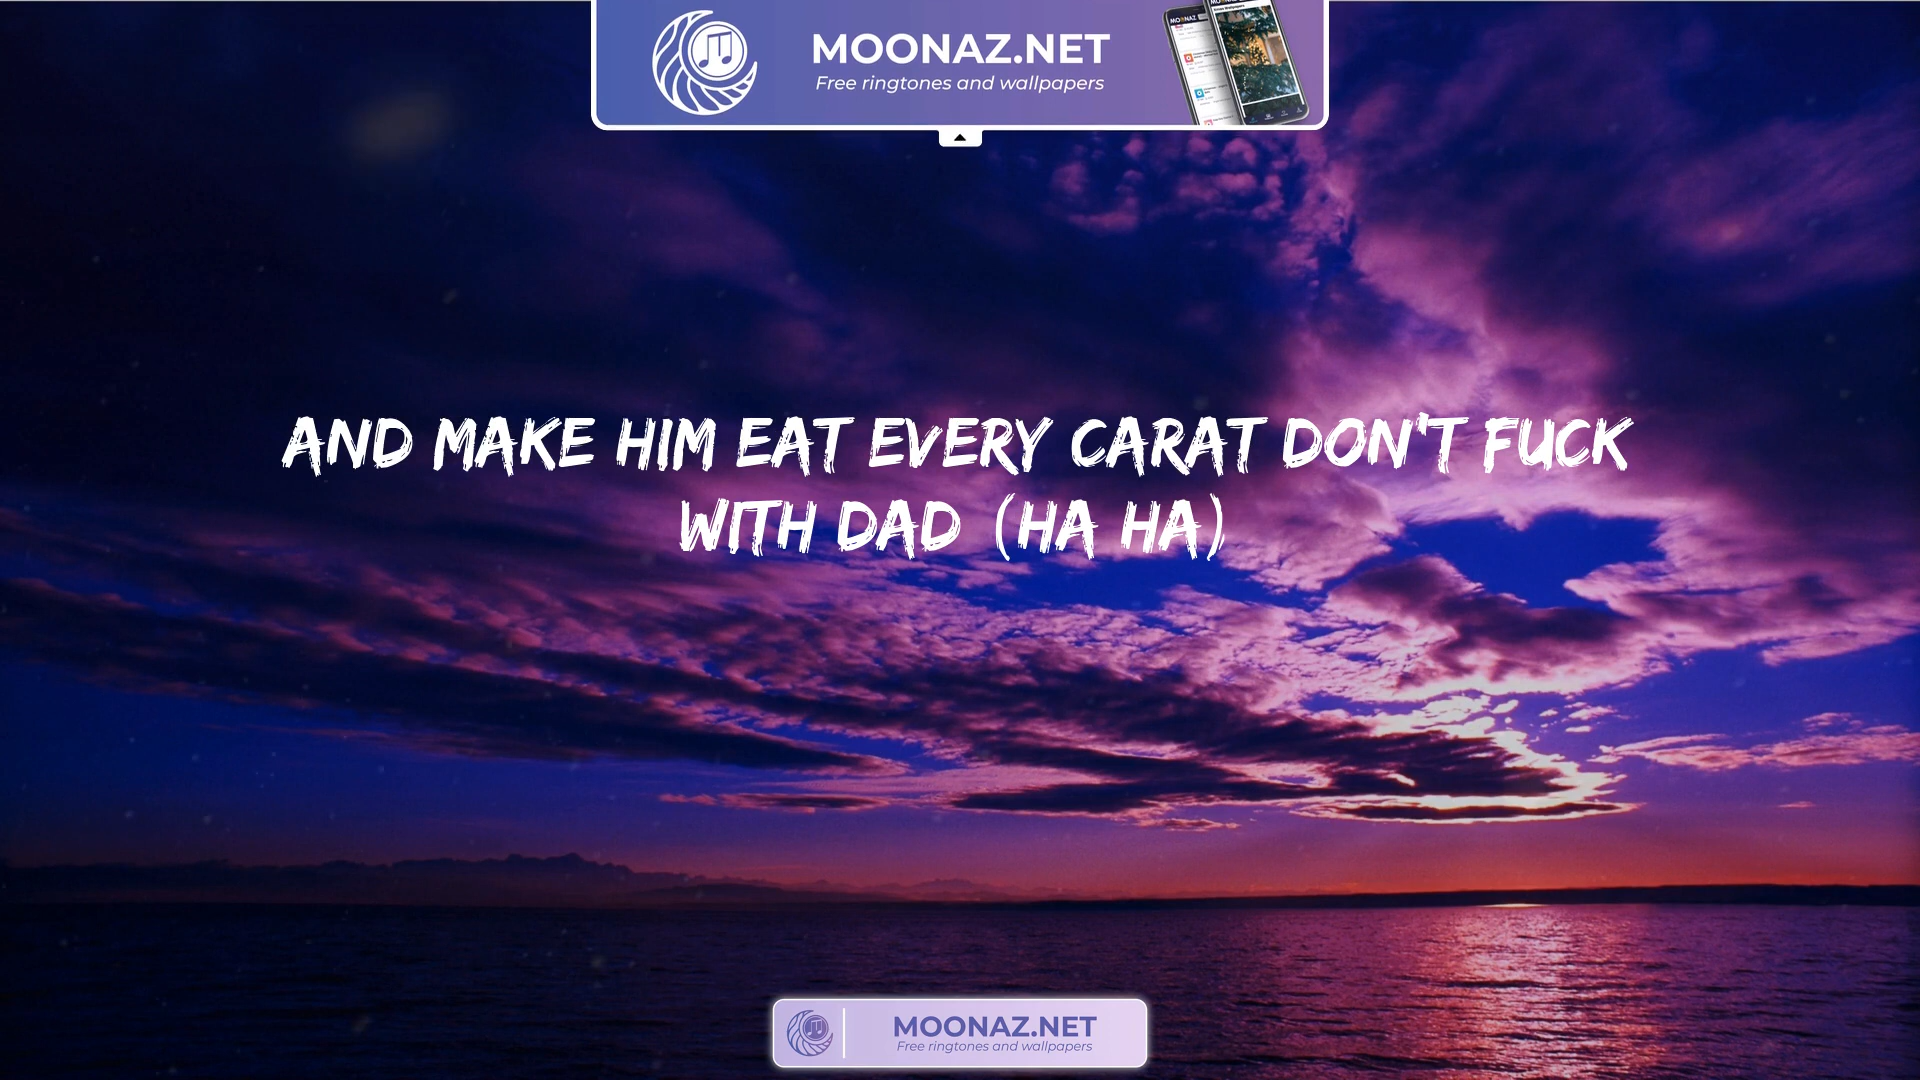 MOONAZ.NET
Free ringtones and wallpapers
AND MAKE HIM EAT EVERY CARAT DON'T FUCK
WITH DAD (HA HA)
MOONAZ.NET
Free ringtones and wallpapers